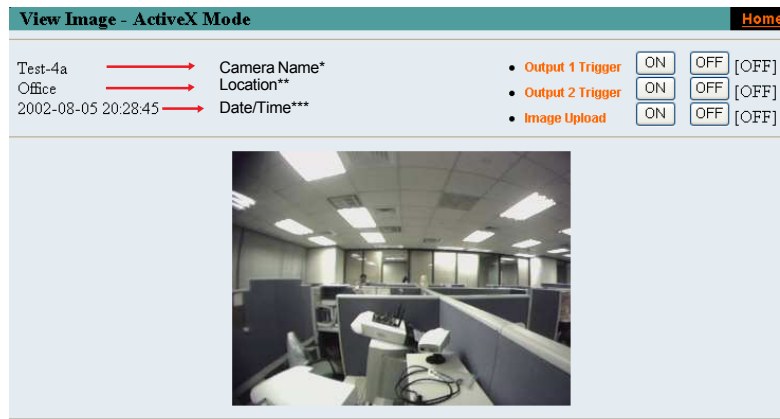 View Image - ActiveX Mode
Home
Test-4a
Camera Name*
Office
Location**
2002-08-05 20:28:45
Date/Time***
Output 1 Trigger ON OFF [OFF]
Output 2 Trigger ON OFF [OFF]
Image Upload ON OFF [OFF]